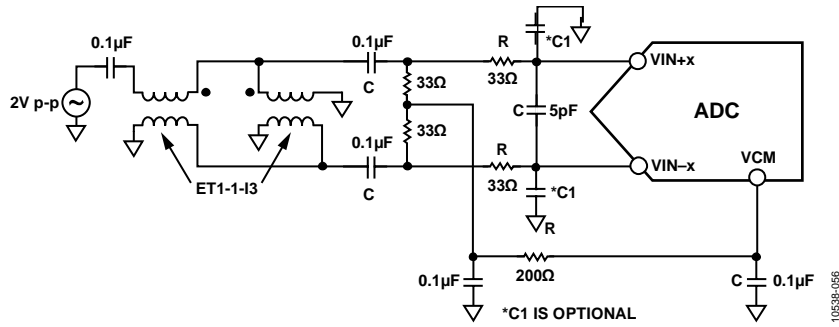 0.1µF
2V p-p
ET1-1-I3
0.1µF
C
33Ω
33Ω
0.1µF
C
R
33Ω
*C1
C
5pF
R
33Ω
*C1
R
VIN+x
ADC
VIN–x
VCM
0.1µF
200Ω
C
0.1µF
*C1 IS OPTIONAL
10538-056